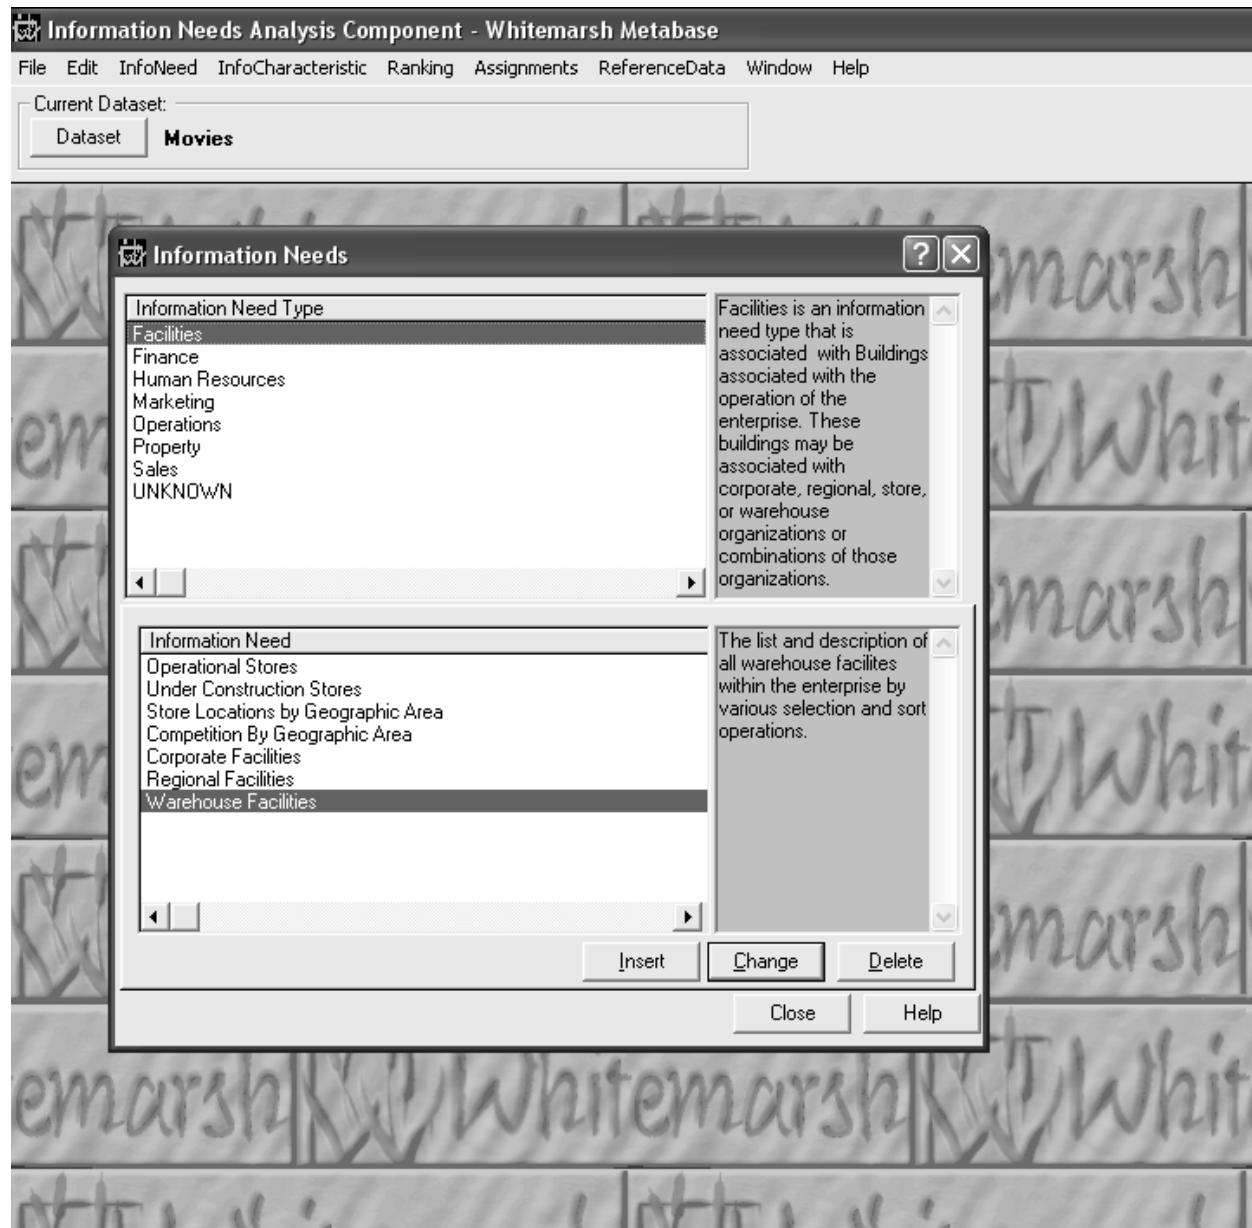 Information Needs Analysis Component - Whitemarsh Metabase
File Edit InfoNeed InfoCharacteristic Ranking Assignments ReferenceData Window Help
Current Dataset:
Dataset Movies
Information Needs
Information Need Type
Facilities
Finance
Human Resources
Marketing
Operations
Property
Sales
UNKNOWN
Facilities is an information
need type that is
associated with Buildings
associated with the
operation of the
enterprise. These
buildings may be
associated with
corporate, regional, store,
or warehouse
organizations or
combinations of those
organizations.
Information Need
Operational Stores
Under Construction Stores
Store Locations by Geographic Area
Competition By Geographic Area
Corporate Facilities
Regional Facilities
Warehouse Facilities
The list and description of
all warehouse facilites
within the enterprise by
various selection and sort
operations.
Insert Change Delete
Close Help
emarsh Whitemarsh Whit